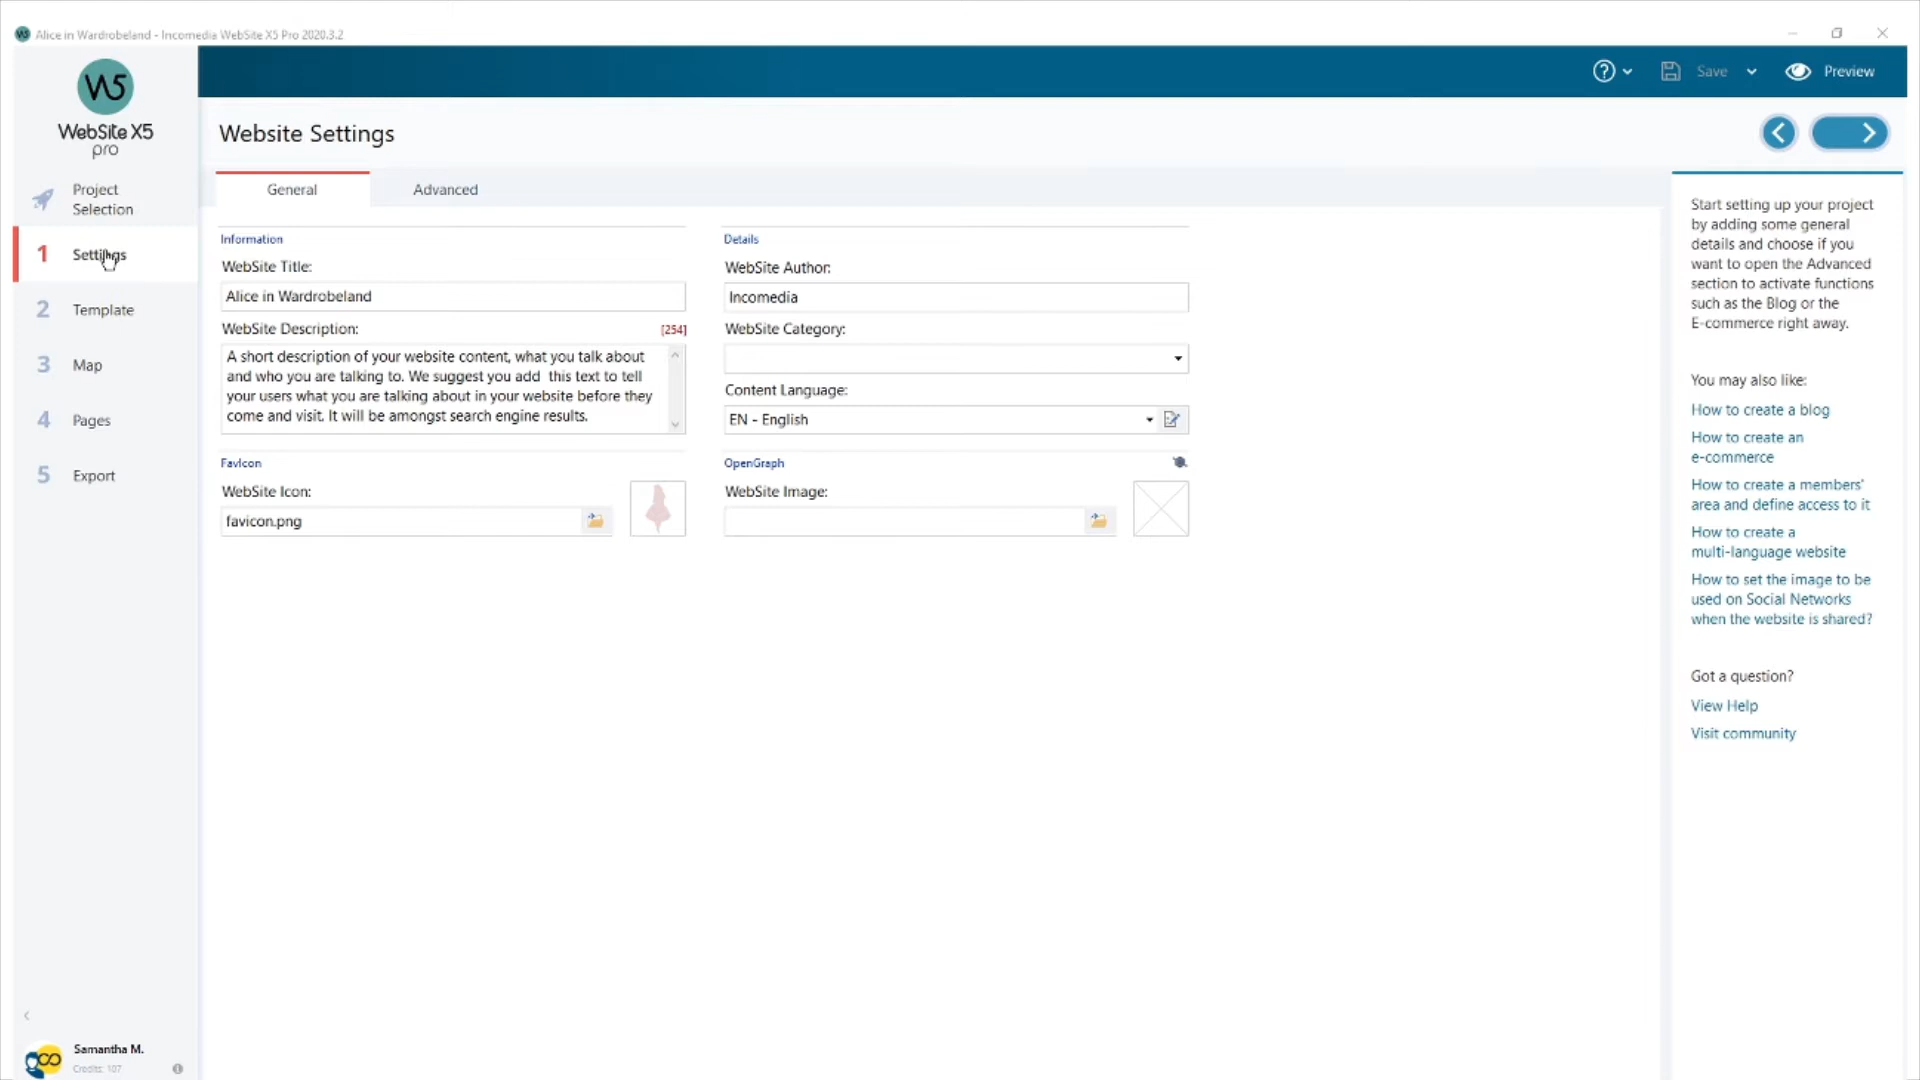 Alice in Wardrobeland - Incomedia WebSite X5 Pro 2020.3.2
W5
WebSite X5
pro
Save
Preview
Website Settings
Project
Selection
1 Settings
2 Template
3 Map
4 Pages
5 Export
General
Advanced
Information
WebSite Title:
Alice in Wardrobeland
WebSite Description:
[254]
A short description of your website content, what you talk about
and who you are talking to. We suggest you add  this text to tell
your users what you are talking about in your website before they
come and visit. It will be amongst search engine results.
FavIcon
WebSite Icon:
favicon.png
Details
WebSite Author:
Incomedia
WebSite Category:
Content Language:
EN - English
OpenGraph
WebSite Image:
Start setting up your project
by adding some general
details and choose if you
want to open the Advanced
section to activate functions
such as the Blog or the
E-commerce right away.
You may also like:
How to create a blog
How to create an
e-commerce
How to create a members'
area and define access to it
How to create a
multi-language website
How to set the image to be
used on Social Networks
when the website is shared?
Got a question?
View Help
Visit community
Samantha M.
Credits: 107